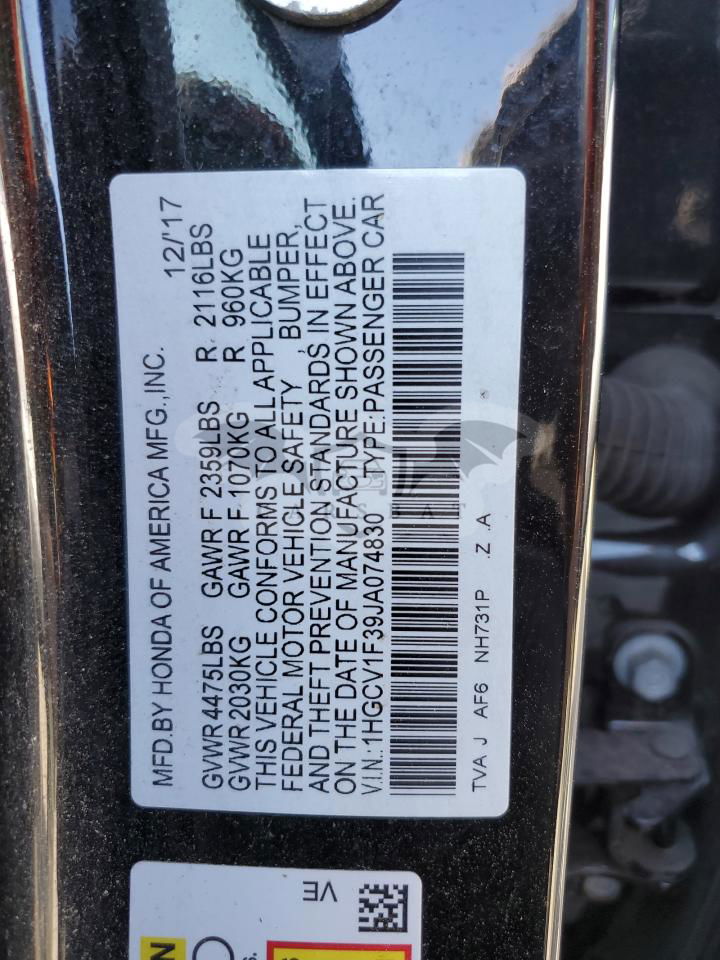 MFD.BY HONDA OF AMERICA MFG.,INC. 12/'17
GVWR 4475LBS GAWR F 2359LBS R 2116LBS
GVWR 2030KG GAWR F 1070KG R 960KG
THIS VEHICLE CONFORMS TO ALL APPLICABLE
FEDERAL MOTOR VEHICLE SAFETY , BUMPER,
AND THEFT PREVENTION STANDARDS IN EFFECT
ON THE DATE OF MANUFACTURE SHOWN ABOVE.
V.I.N.:1HGCV1F39JA074830 TYPE:PASSENGER CAR
TVA J AF6 NH731P .Z .A
VE